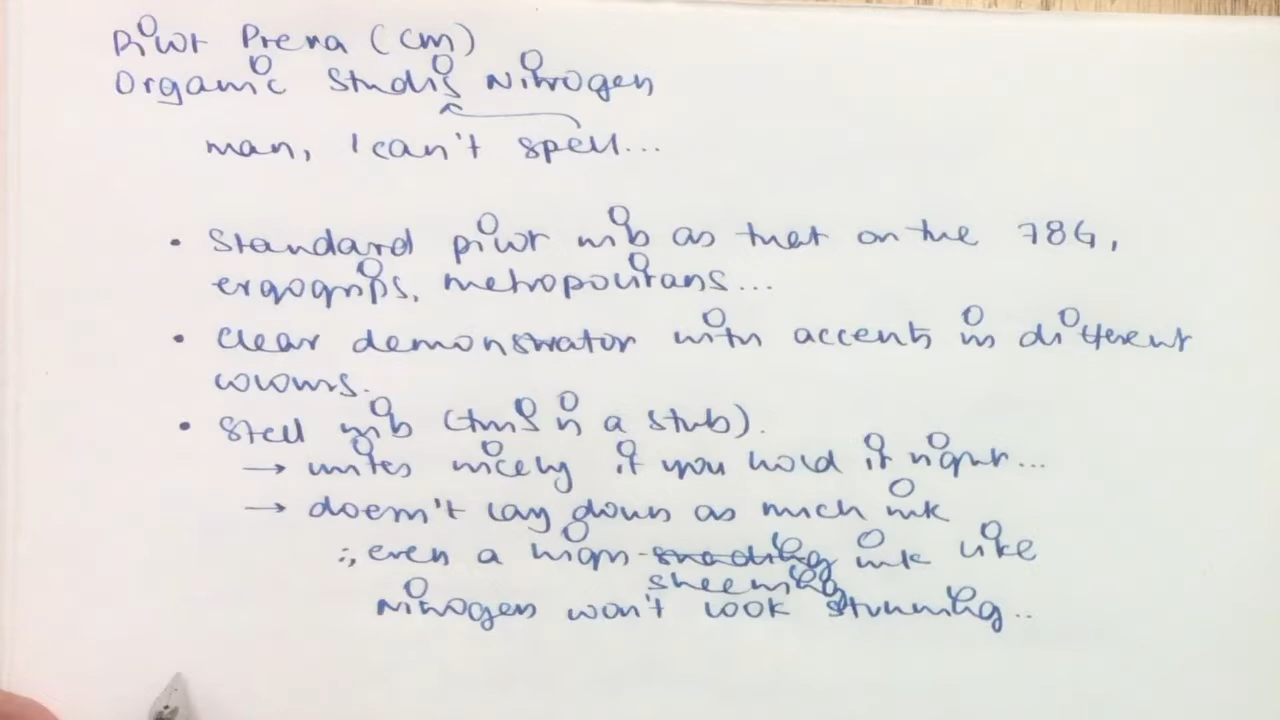 Pilot Prera (CM)
Organic Studis Nitrogen
man, I can't spell...
• Standard pilot nib as that on the 78G,
ergogrips, metropolitans...
• Clear demonstrator with accents in different
colours.
• Steel nib (this is a stub).
→ writes nicely if you hold it right...
→ doesn't lay down as much ink
∴, even a high-shading ink like
sheening
Nitrogen won't look stunning..